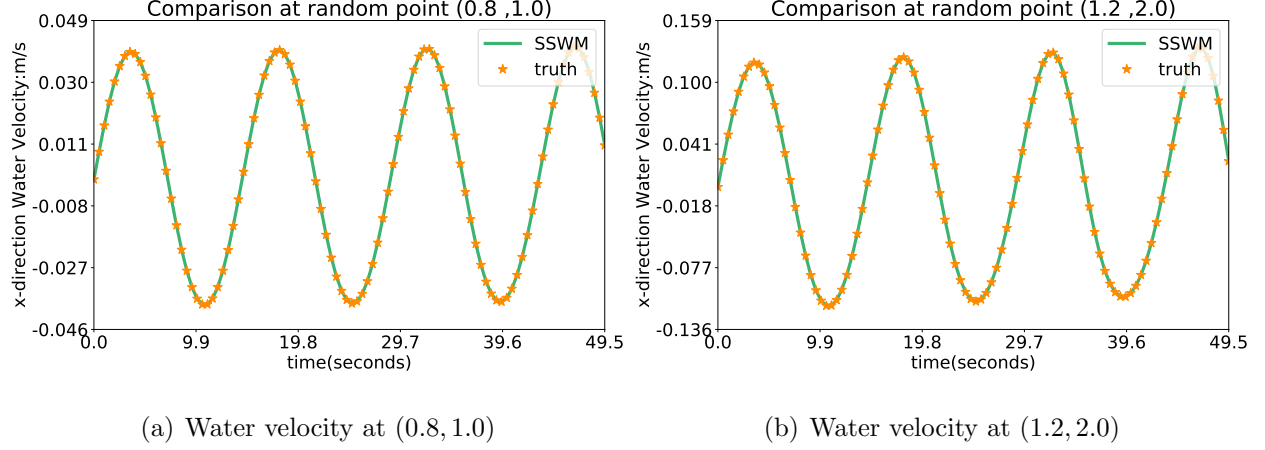 Comparison at random point (0.8 ,1.0)
x-direction Water Velocity:m/s
0.049
0.030
0.011
-0.008
-0.027
-0.046
SSWM
truth
0.0 9.9 19.8 29.7 39.6 49.5
time(seconds)
(a) Water velocity at (0.8, 1.0)
Comparison at random point (1.2 ,2.0)
x-direction Water Velocity:m/s
0.159
0.100
0.041
-0.018
-0.077
-0.136
SSWM
truth
0.0 9.9 19.8 29.7 39.6 49.5
time(seconds)
(b) Water velocity at (1.2, 2.0)